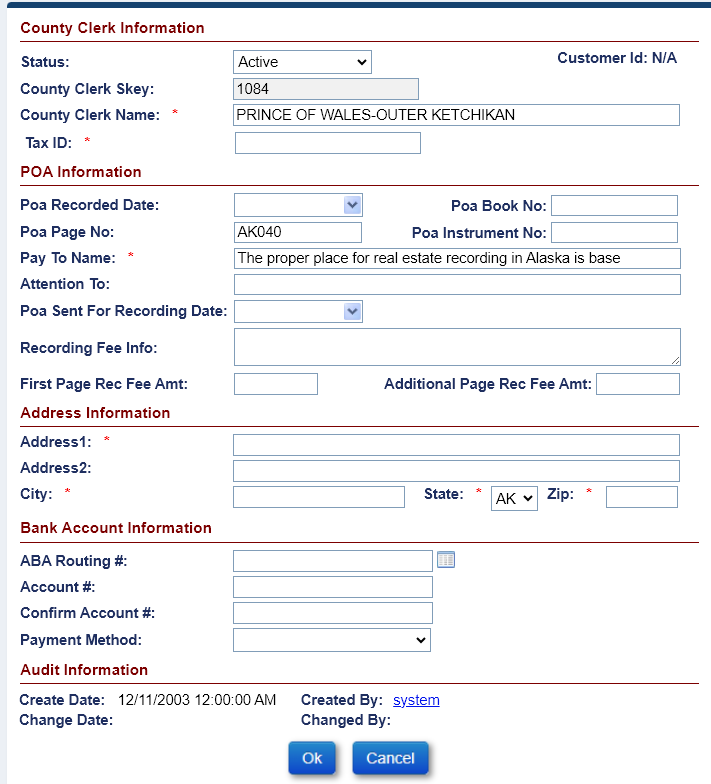 County Clerk Information
Status: Active Customer Id: N/A
County Clerk Skey: 1084
County Clerk Name: * PRINCE OF WALES-OUTER KETCHIKAN
Tax ID: *
POA Information
Poa Recorded Date: Poa Book No:
Poa Page No: AK040 Poa Instrument No:
Pay To Name: * The proper place for real estate recording in Alaska is base
Attention To:
Poa Sent For Recording Date:
Recording Fee Info:
First Page Rec Fee Amt: Additional Page Rec Fee Amt:
Address Information
Address1: *
Address2:
City: * State: * AK Zip: *
Bank Account Information
ABA Routing #:
Account #:
Confirm Account #:
Payment Method:
Audit Information
Create Date: 12/11/2003 12:00:00 AM Created By: system
Change Date: Changed By:
Ok Cancel